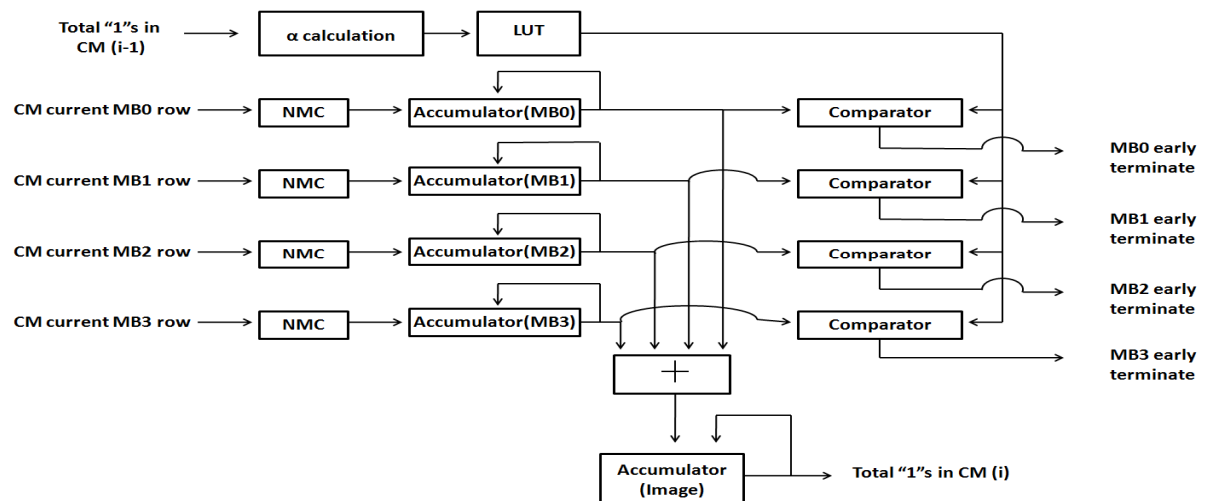 Total “1”s in
CM (i-1)
α calculation
LUT
CM current MB0 row
NMC
Accumulator(MB0)
Comparator
MB0 early
terminate
CM current MB1 row
NMC
Accumulator(MB1)
Comparator
MB1 early
terminate
CM current MB2 row
NMC
Accumulator(MB2)
Comparator
MB2 early
terminate
CM current MB3 row
NMC
Accumulator(MB3)
Comparator
MB3 early
terminate
+
Accumulator
(Image)
Total “1”s in CM (i)